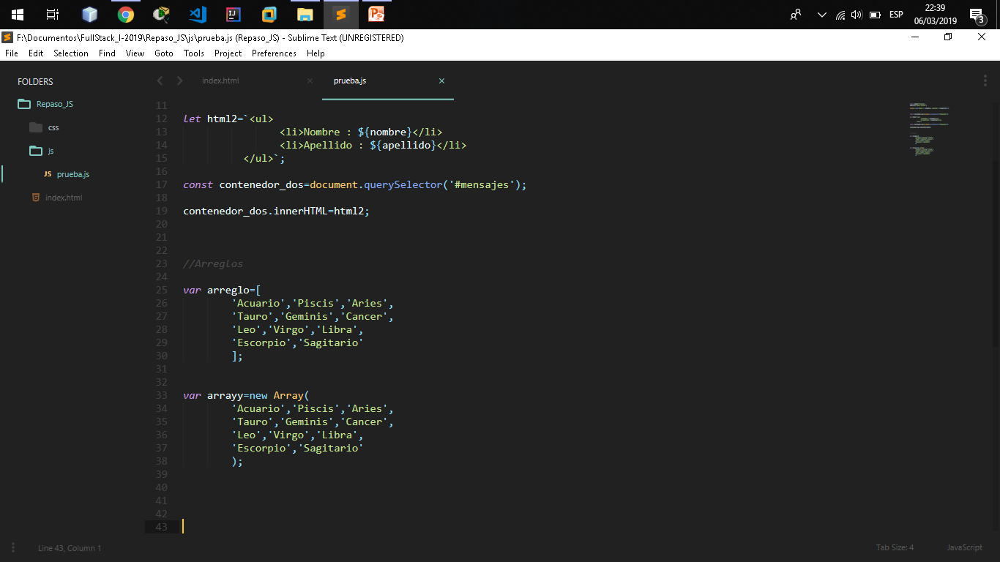 ESP
22:39
06/03/2019
3
F:\Documentos\FullStack_I-2019\Repaso_JS\js\prueba.js (Repaso_JS) - Sublime Text (UNREGISTERED)
File Edit Selection Find View Goto Tools Project Preferences Help
FOLDERS
Repaso_JS
css
js
JS prueba.js
index.html
index.html
prueba.js
11
12 let html2=`<ul>
13 <li>Nombre : ${nombre}</li>
14 <li>Apellido : ${apellido}</li>
15 </ul>`;
16
17 const contenedor_dos=document.querySelector('#mensajes');
18
19 contenedor_dos.innerHTML=html2;
20
21
22
23 //Arreglos
24
25 var arreglo=[
26 'Acuario','Piscis','Aries',
27 'Tauro','Geminis','Cancer',
28 'Leo','Virgo','Libra',
29 'Escorpio','Sagitario'
30 ];
31
32
33 var arrayy=new Array(
34 'Acuario','Piscis','Aries',
35 'Tauro','Geminis','Cancer',
36 'Leo','Virgo','Libra',
37 'Escorpio','Sagitario'
38 );
39
40
41
42
43
Line 43, Column 1
Tab Size: 4
JavaScript